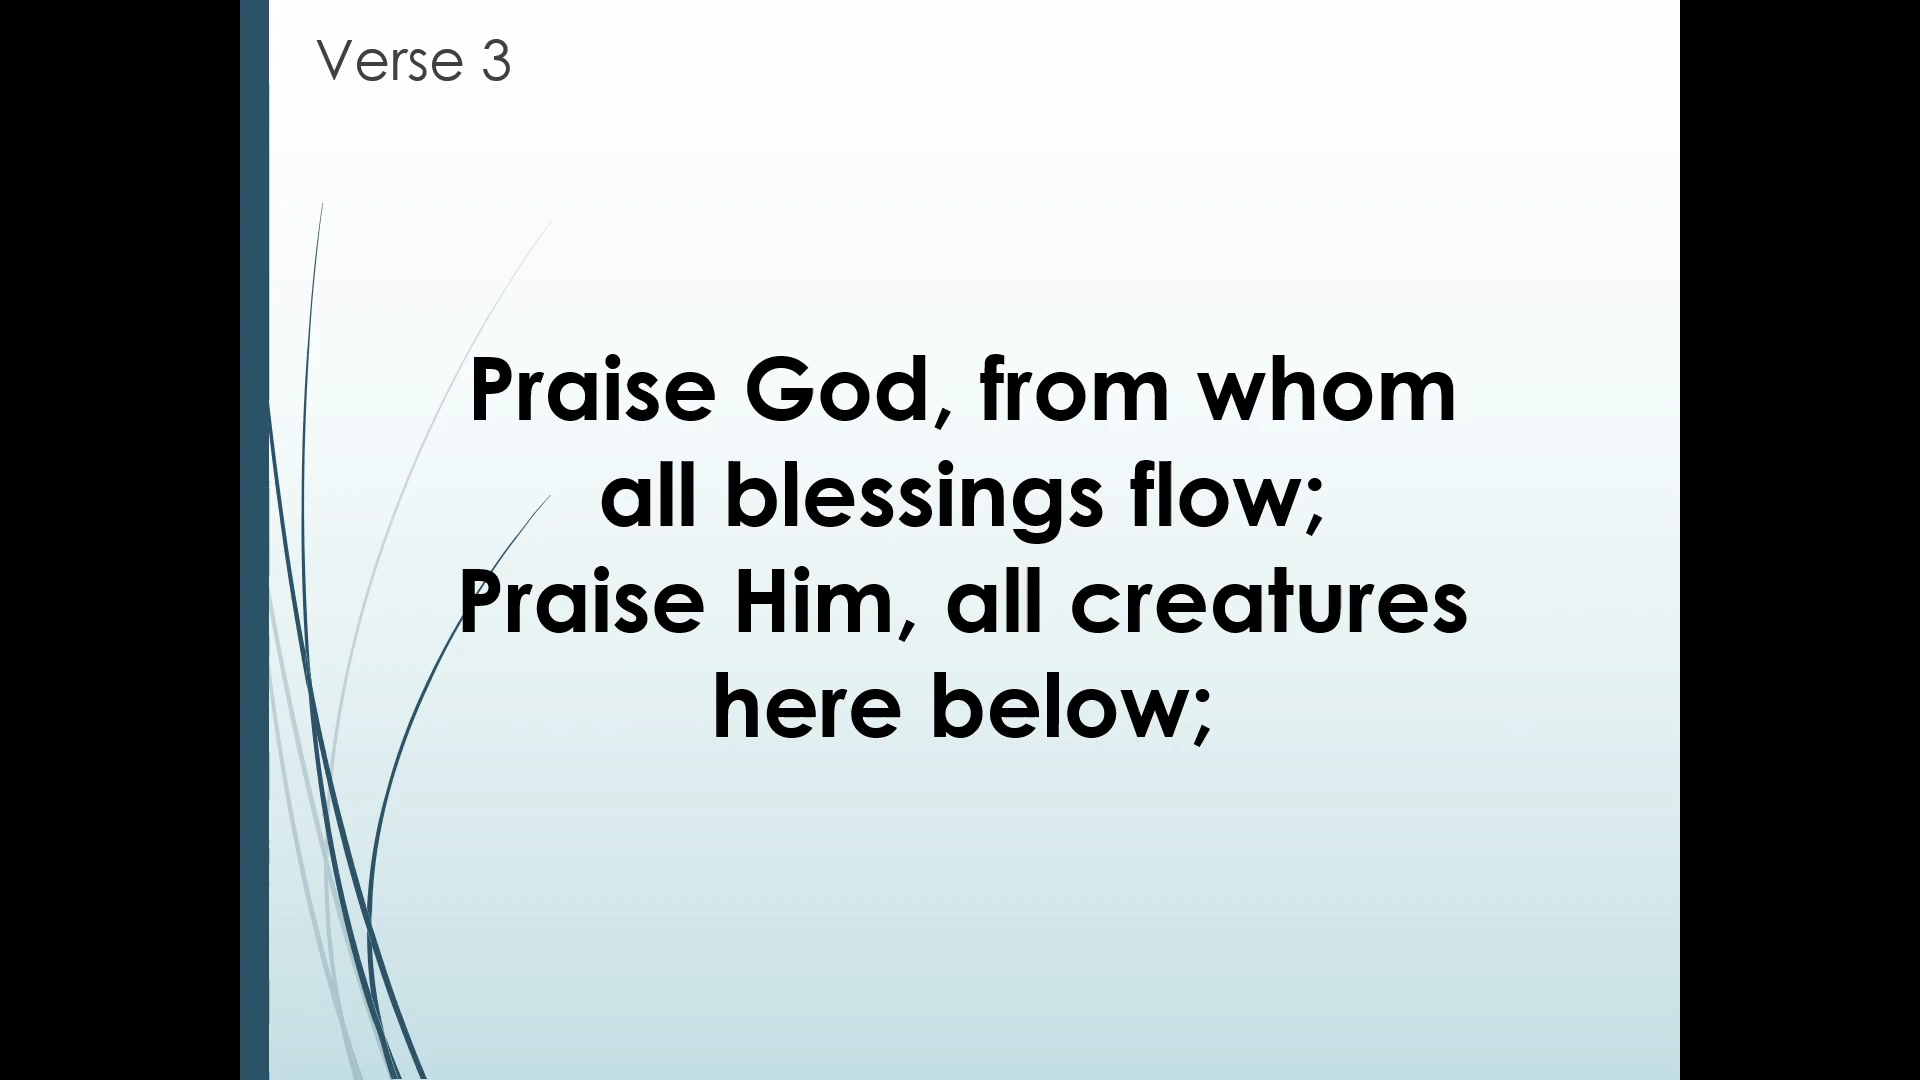 Verse 3
Praise God, from whom
all blessings flow;
Praise Him, all creatures
here below;